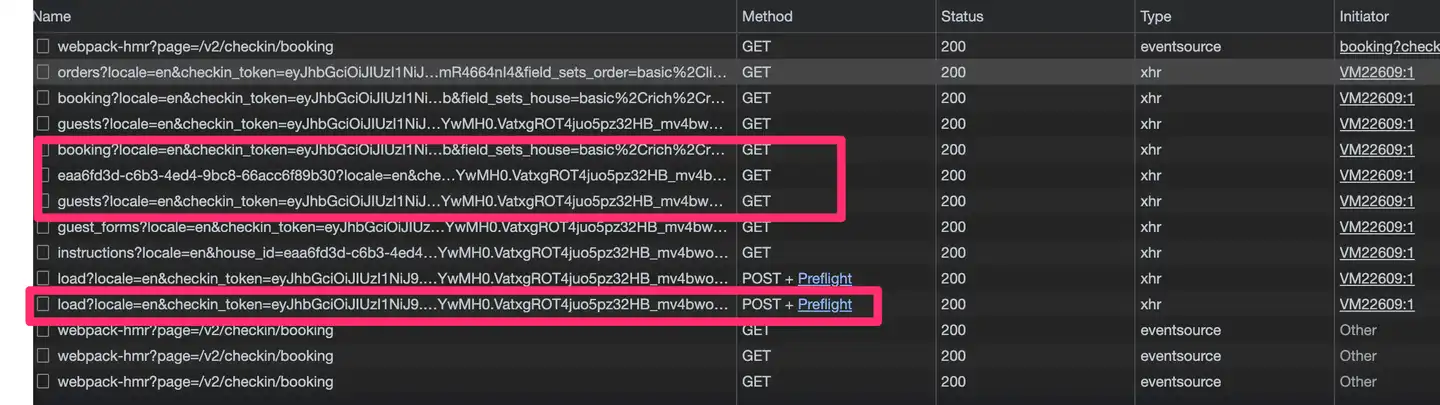 Name Method Status Type Initiator
webpack-hmr?page=/v2/checkin/booking GET 200 eventsource booking?check
orders?locale=en&checkin_token=eyJhbGciOiJIUzI1NiJ…mR4664nI4&field_sets_order=basic%2Cli… GET 200 xhr VM22609:1
booking?locale=en&checkin_token=eyJhbGciOiJIUzI1Ni…b&field_sets_house=basic%2Crich%2Cr… GET 200 xhr VM22609:1
guests?locale=en&checkin_token=eyJhbGciOiJIUzI1NiJ…YwMH0.VatxgROT4juo5pz32HB_mv4bw… GET 200 xhr VM22609:1
booking?locale=en&checkin_token=eyJhbGciOiJIUzI1Ni…b&field_sets_house=basic%2Crich%2Cr… GET 200 xhr VM22609:1
eaa6fd3d-c6b3-4ed4-9bc8-66acc6f89b30?locale=en&che…YwMH0.VatxgROT4juo5pz32HB_mv4b… GET 200 xhr VM22609:1
guests?locale=en&checkin_token=eyJhbGciOiJIUzI1NiJ…YwMH0.VatxgROT4juo5pz32HB_mv4bw… GET 200 xhr VM22609:1
guest_forms?locale=en&checkin_token=eyJhbGciOiJIUz…YwMH0.VatxgROT4juo5pz32HB_mv4bw… GET 200 xhr VM22609:1
instructions?locale=en&house_id=eaa6fd3d-c6b3-4ed4…YwMH0.VatxgROT4juo5pz32HB_mv4bwo… GET 200 xhr VM22609:1
load?locale=en&checkin_token=eyJhbGciOiJIUzI1NiJ9.…YwMH0.VatxgROT4juo5pz32HB_mv4bwo… POST + Preflight 200 xhr VM22609:1
load?locale=en&checkin_token=eyJhbGciOiJIUzI1NiJ9.…YwMH0.VatxgROT4juo5pz32HB_mv4bwo… POST + Preflight 200 xhr VM22609:1
webpack-hmr?page=/v2/checkin/booking GET 200 eventsource Other
webpack-hmr?page=/v2/checkin/booking GET 200 eventsource Other
webpack-hmr?page=/v2/checkin/booking GET 200 eventsource Other